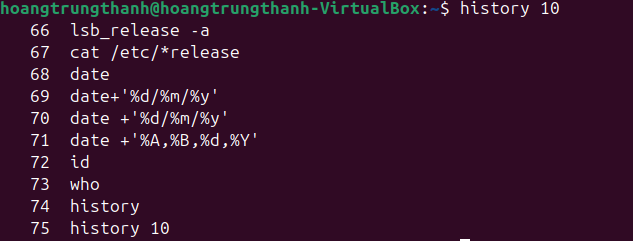 hoangtrungthanh@hoangtrungthanh-VirtualBox:~$ history 10
66 lsb_release -a
67 cat /etc/*release
68 date
69 date+'%d/%m/%y'
70 date +'%d/%m/%y'
71 date +'%A,%B,%d,%Y'
72 id
73 who
74 history
75 history 10